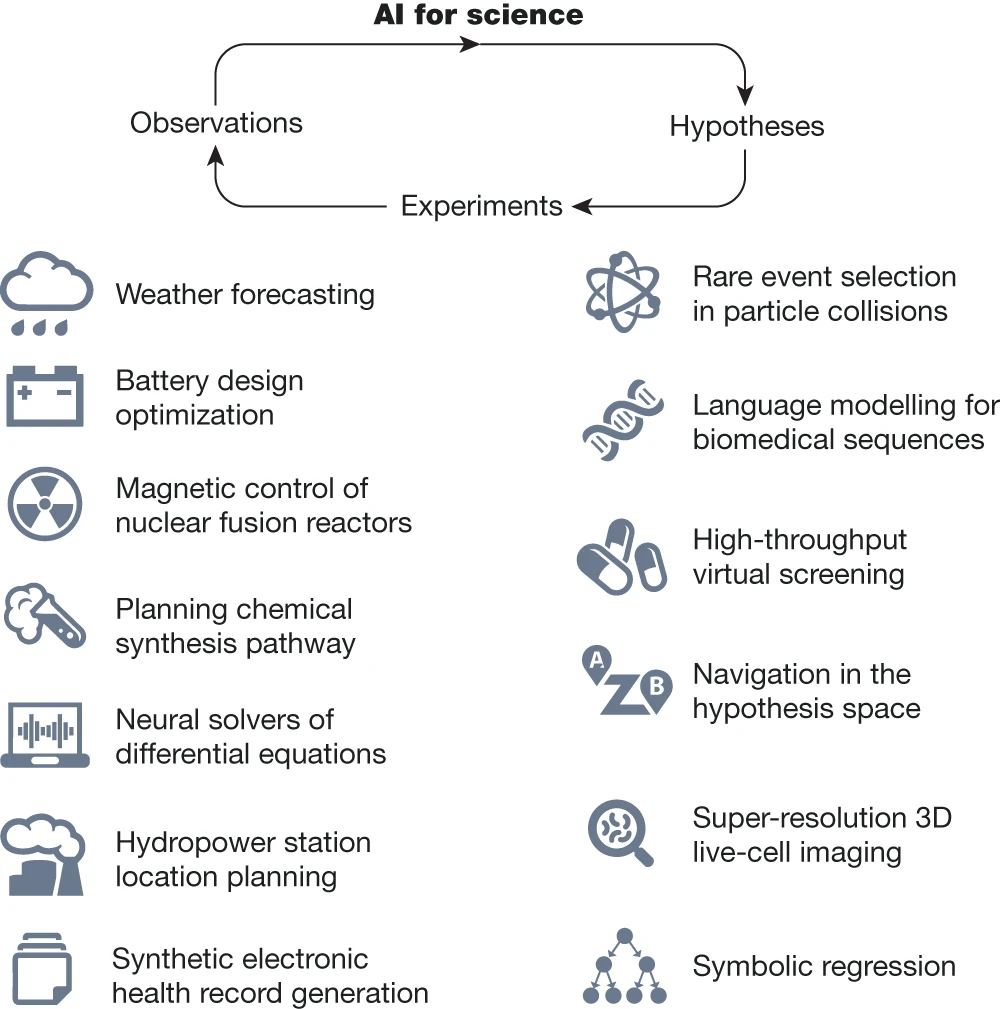 AI for science
Observations
Hypotheses
Experiments
Weather forecasting
Battery design
optimization
Magnetic control of
nuclear fusion reactors
Planning chemical
synthesis pathway
Neural solvers of
differential equations
Hydropower station
location planning
Synthetic electronic
health record generation
Rare event selection
in particle collisions
Language modelling for
biomedical sequences
High-throughput
virtual screening
A
B
Navigation in the
hypothesis space
Super-resolution 3D
live-cell imaging
Symbolic regression